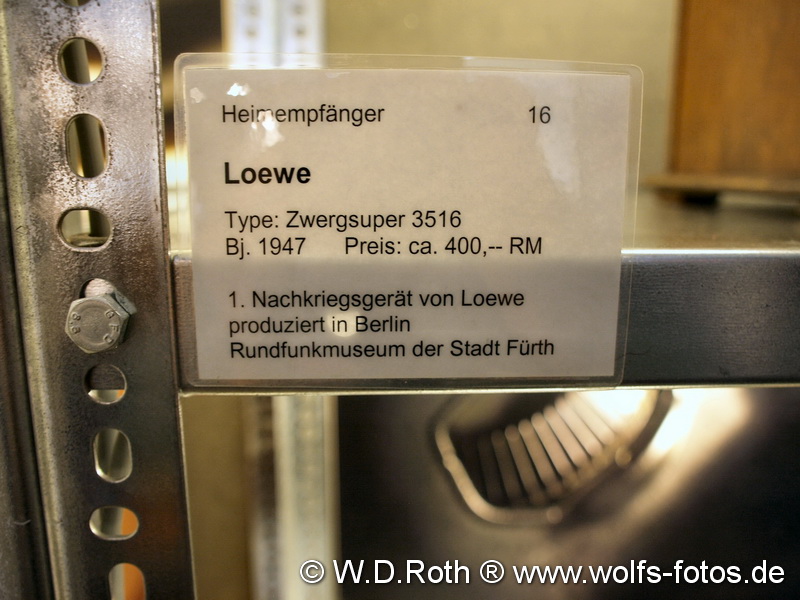 Heimempfänger 16
Loewe
Type: Zwergsuper 3516
Bj. 1947 Preis: ca. 400,-- RM
1. Nachkriegsgerät von Loewe
produziert in Berlin
Rundfunkmuseum der Stadt Fürth
© W.D.Roth ® www.wolfs-fotos.de